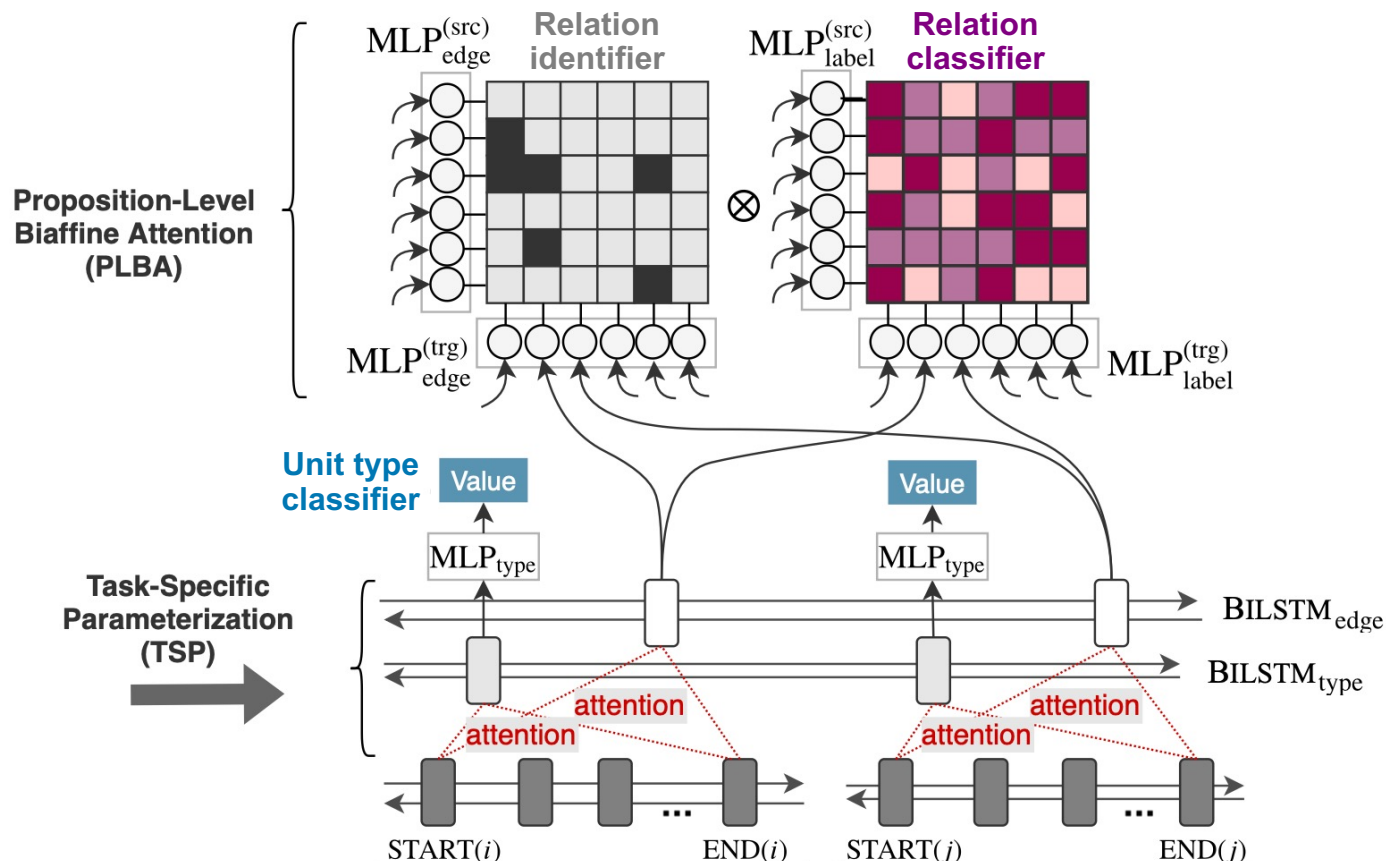 MLP(src)edge
Relation
identifier
MLP(src)label
Relation
classifier
Proposition-Level
Biaffine Attention
(PLBA)
⊗
MLP(trg)edge
MLP(trg)label
Unit type
classifier
Value
Value
MLPtype
MLPtype
Task-Specific
Parameterization
(TSP)
BILSTMedge
BILSTMtype
attention
attention
attention
attention
...
...
START(i)
END(i)
START(j)
END(j)